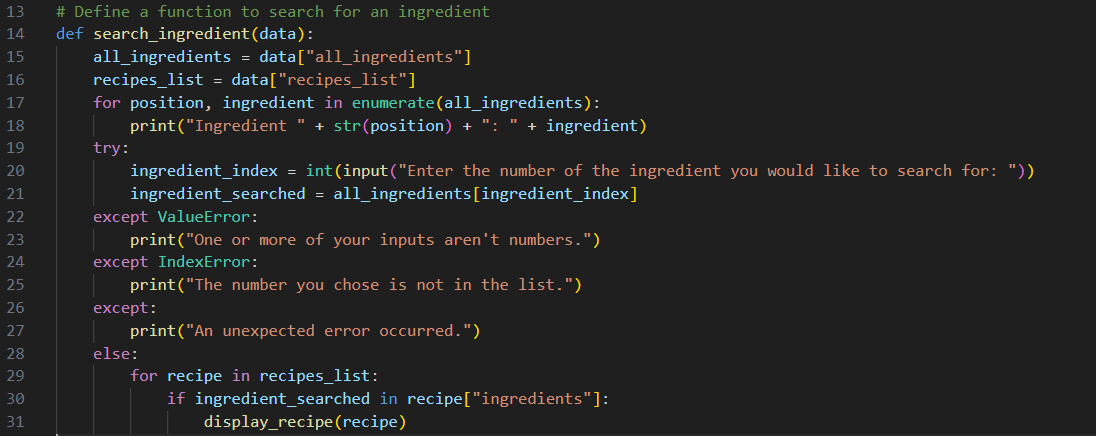 13 # Define a function to search for an ingredient
14 def search_ingredient(data):
15     all_ingredients = data["all_ingredients"]
16     recipes_list = data["recipes_list"]
17     for position, ingredient in enumerate(all_ingredients):
18         print("Ingredient " + str(position) + ": " + ingredient)
19     try:
20         ingredient_index = int(input("Enter the number of the ingredient you would like to search for: "))
21         ingredient_searched = all_ingredients[ingredient_index]
22     except ValueError:
23         print("One or more of your inputs aren't numbers.")
24     except IndexError:
25         print("The number you chose is not in the list.")
26     except:
27         print("An unexpected error occurred.")
28     else:
29         for recipe in recipes_list:
30             if ingredient_searched in recipe["ingredients"]:
31                 display_recipe(recipe)